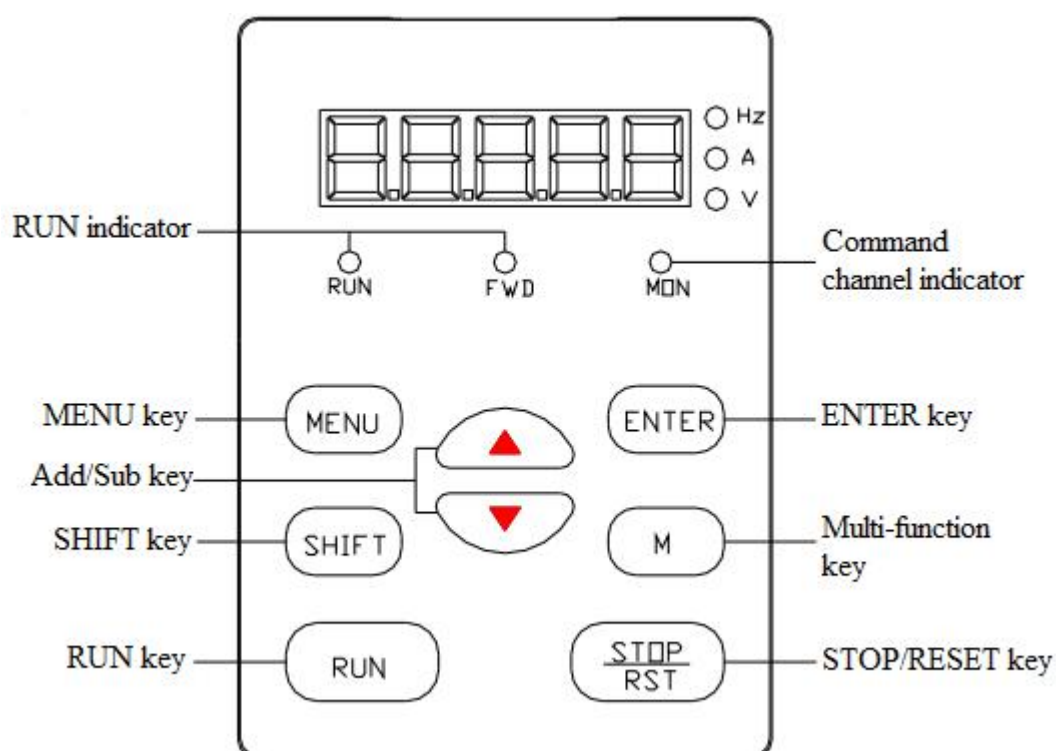 Hz
A
V
RUN indicator
RUN
FWD
MON
Command
channel indicator
MENU key
MENU
ENTER
ENTER key
Add/Sub key
SHIFT key
SHIFT
M
Multi-function
key
RUN key
RUN
STOP
RST
STOP/RESET key